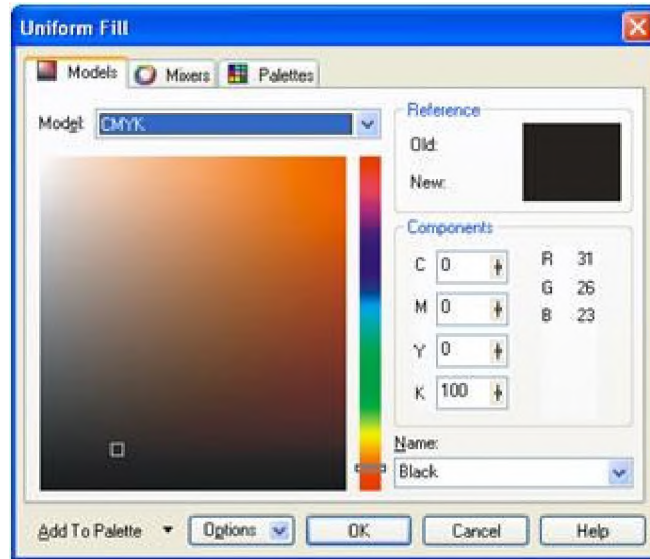 Uniform Fill
Models Mixers Palettes
Model: CMYK
Reference
Old:
New:
Components
C 0 R 31
G 26
M 0 B 23
Y 0
K 100
Name:
Black
Add To Palette Options OK Cancel Help